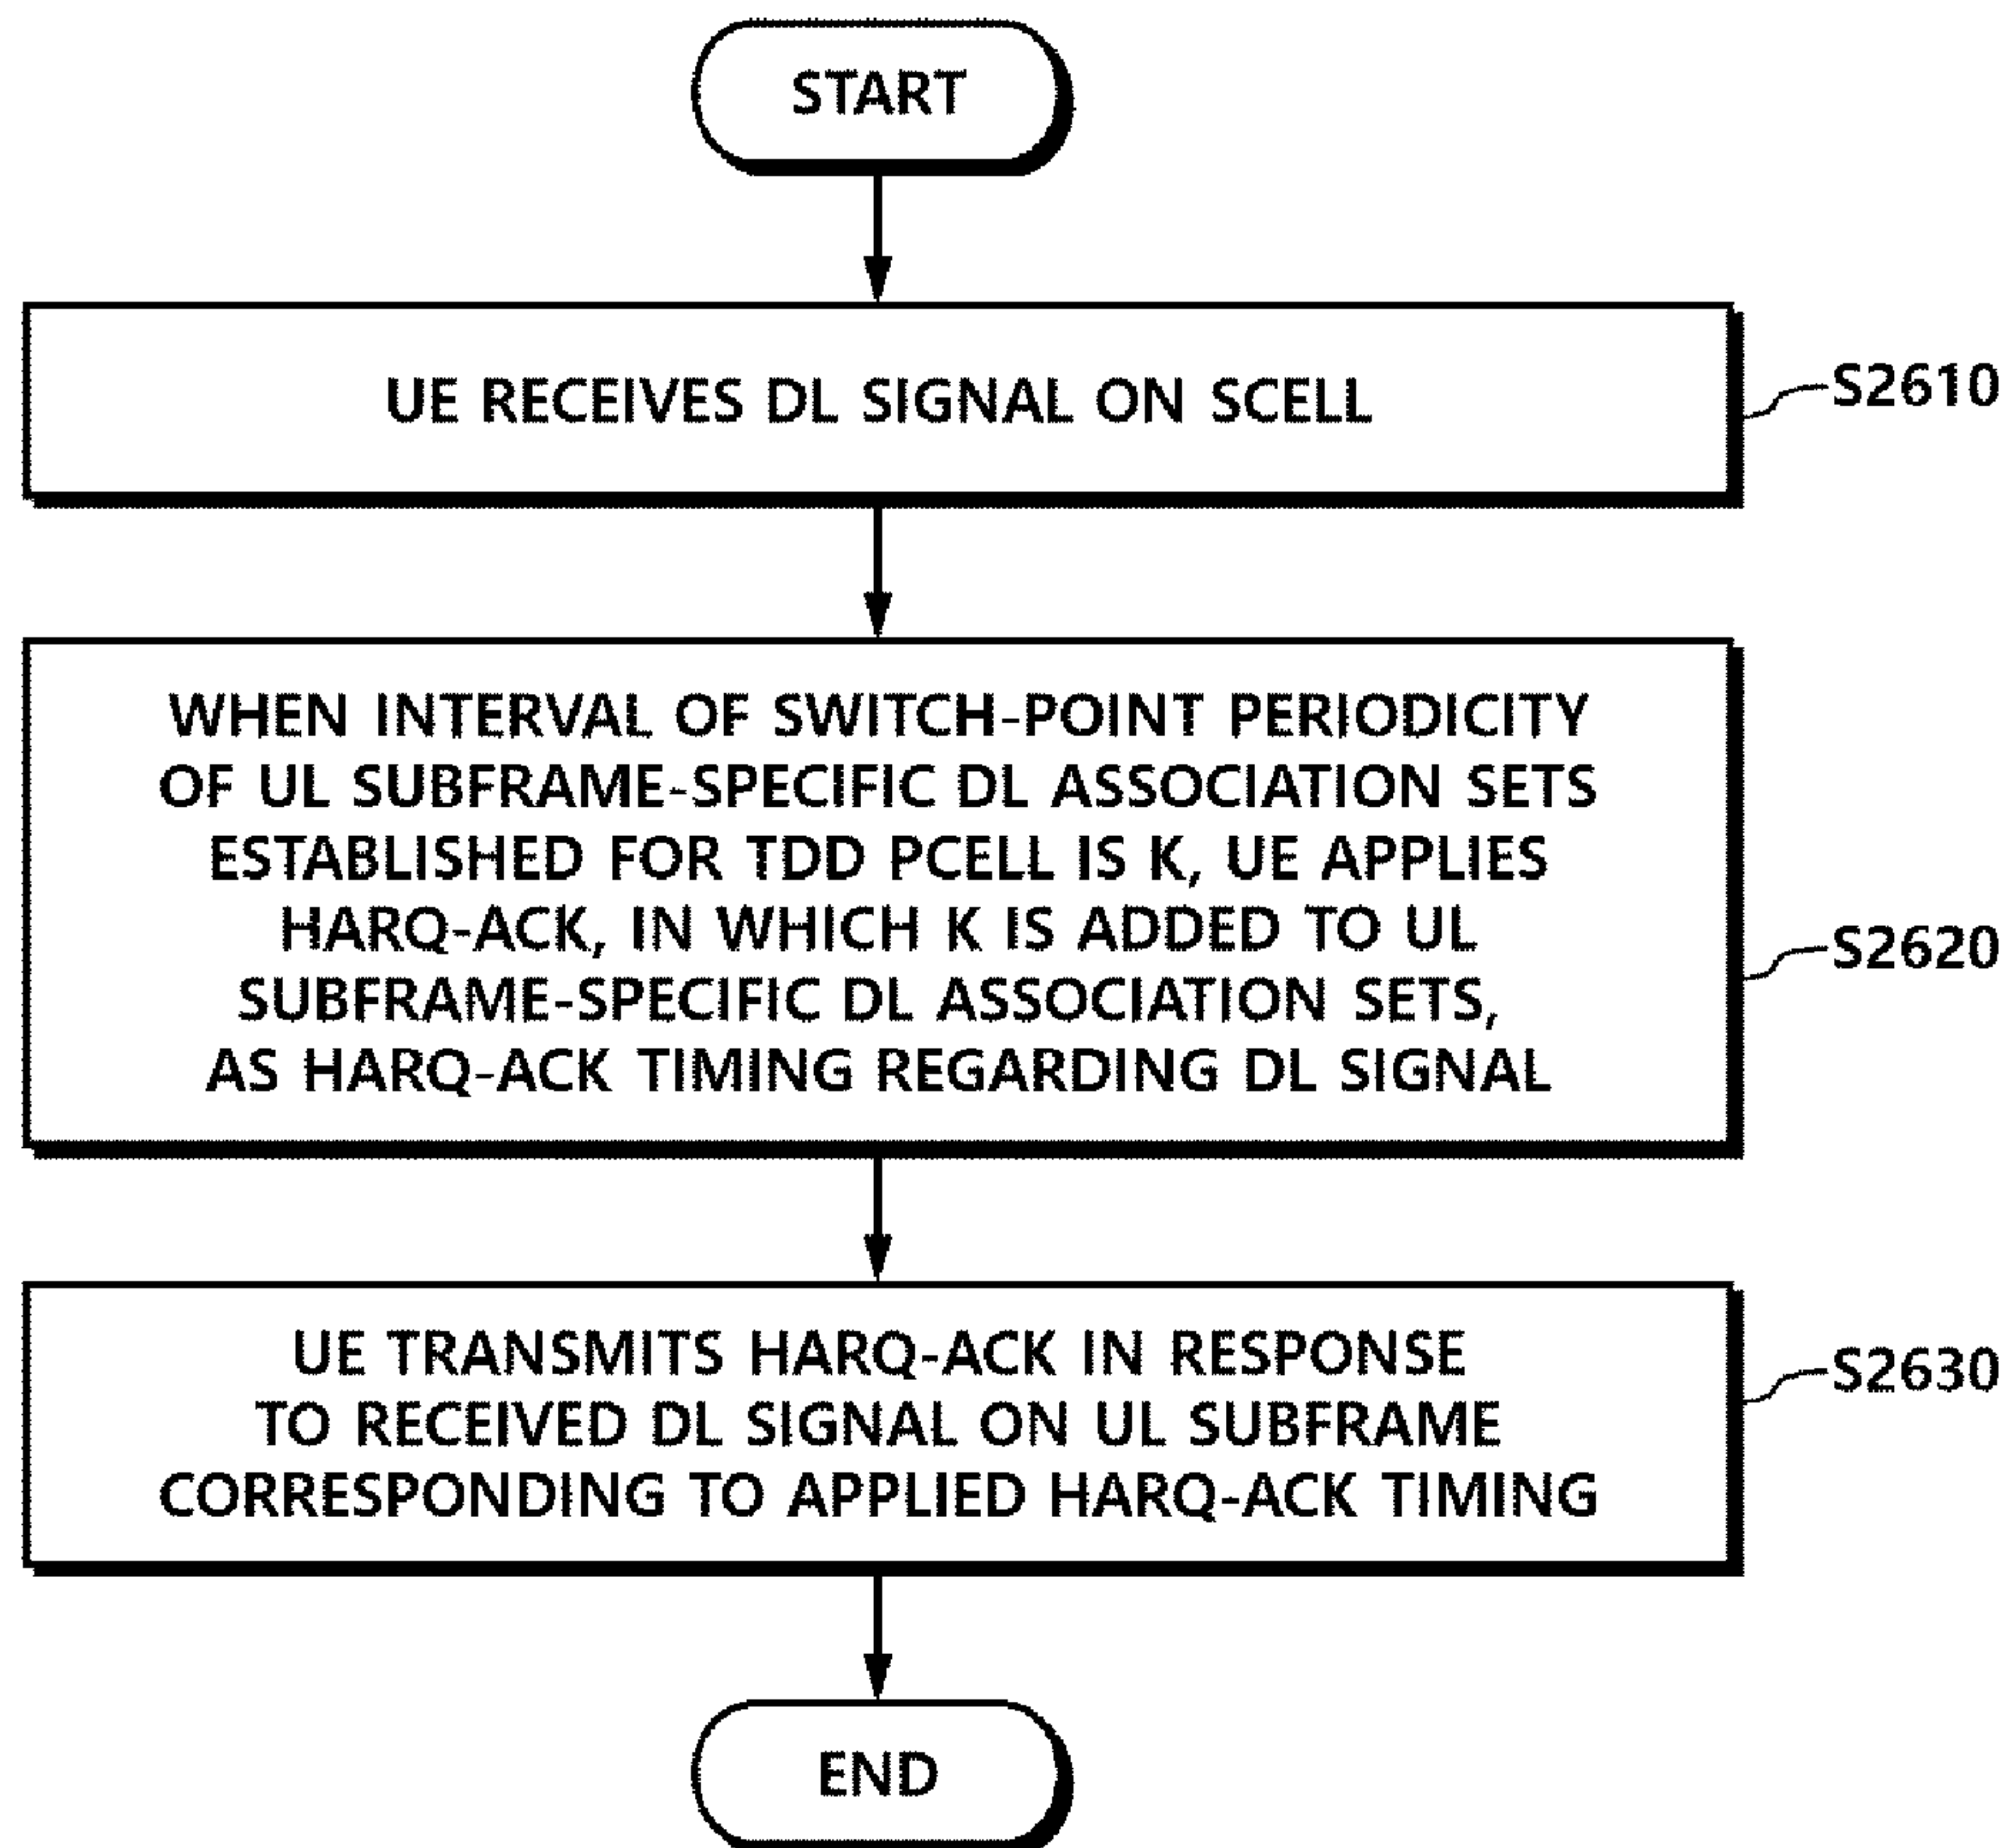 START
UE RECEIVES DL SIGNAL ON SCELL
S2610
WHEN INTERVAL OF SWITCH-POINT PERIODICITY
OF UL SUBFRAME-SPECIFIC DL ASSOCIATION SETS
ESTABLISHED FOR TDD PCELL IS K, UE APPLIES
HARQ-ACK, IN WHICH K IS ADDED TO UL
SUBFRAME-SPECIFIC DL ASSOCIATION SETS,
AS HARQ-ACK TIMING REGARDING DL SIGNAL
S2620
UE TRANSMITS HARQ-ACK IN RESPONSE
TO RECEIVED DL SIGNAL ON UL SUBFRAME
CORRESPONDING TO APPLIED HARQ-ACK TIMING
S2630
END